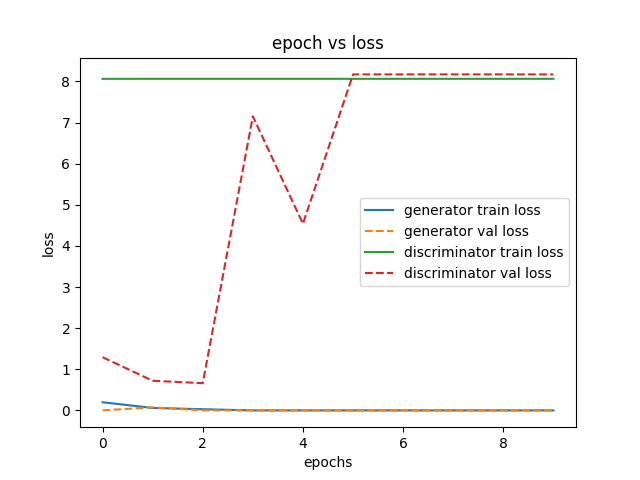 epoch vs loss
loss
8
7
6
5
4
3
2
1
0
generator train loss
generator val loss
discriminator train loss
discriminator val loss
0 2 4 6 8
epochs